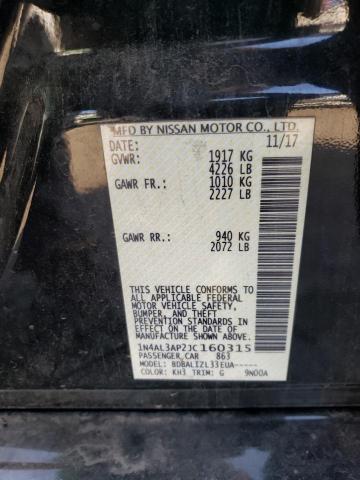 MFD BY NISSAN MOTOR CO., LTD.
DATE: 11/17
GVWR: 1917 KG
4226 LB
GAWR FR.: 1010 KG
2227 LB
GAWR RR.: 940 KG
2072 LB
THIS VEHICLE CONFORMS TO
ALL APPLICABLE FEDERAL
MOTOR VEHICLE SAFETY,
BUMPER, AND THEFT
PREVENTION STANDARDS IN
EFFECT ON THE DATE OF
MANUFACTURE SHOWN ABOVE.
1N4AL3AP2JC160315
PASSENGER CAR 863
MODEL: BDBALIZL33EUA-----
COLOR: KH3 TRIM: G 9N00A